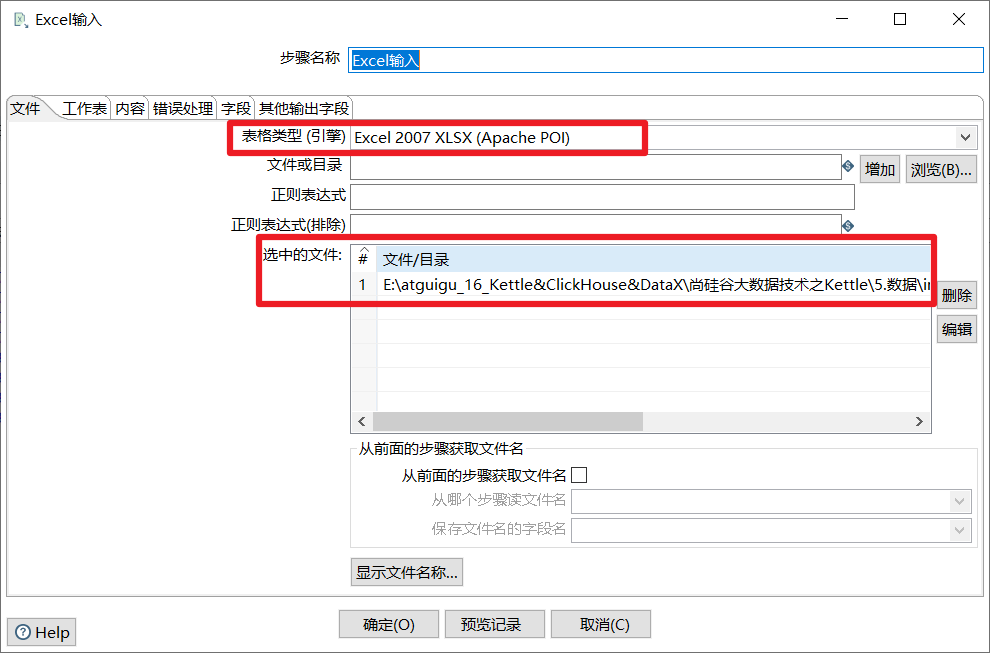 Excel输入
步骤名称 Excel输入
文件 工作表 内容 错误处理 字段 其他输出字段
表格类型 (引擎) Excel 2007 XLSX (Apache POI)
文件或目录 增加 浏览(B)...
正则表达式
正则表达式(排除)
选中的文件: # 文件/目录
1 E:\atguigu_16_Kettle&ClickHouse&DataX\尚硅谷大数据技术之Kettle\5.数据\i
删除
编辑
从前面的步骤获取文件名
从前面的步骤获取文件名
从哪个步骤读文件名
保存文件名的字段名
显示文件名称...
Help 确定(O) 预览记录 取消(C)